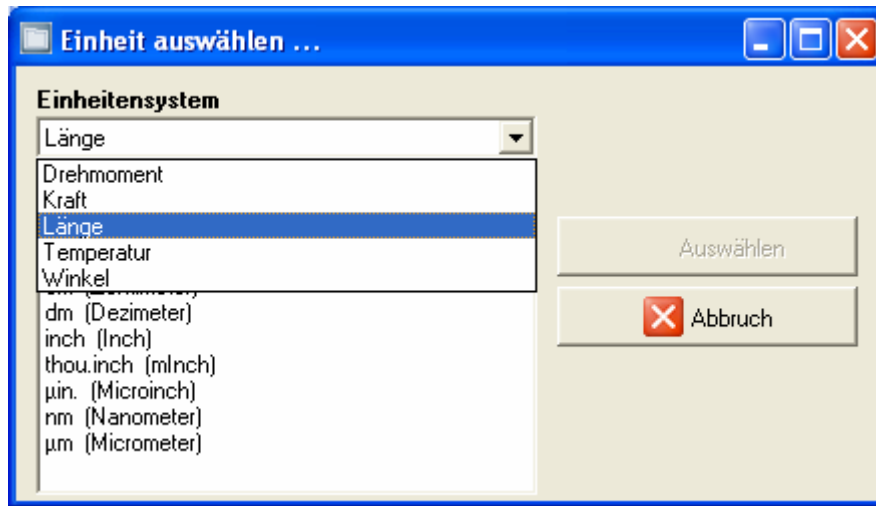 Einheit auswählen ...
Einheitensystem
Länge
Drehmoment
Kraft
Länge
Temperatur
Winkel
dm (Dezimeter)
inch (Inch)
thou.inch (mInch)
µin. (Microinch)
nm (Nanometer)
µm (Micrometer)
Auswählen
Abbruch